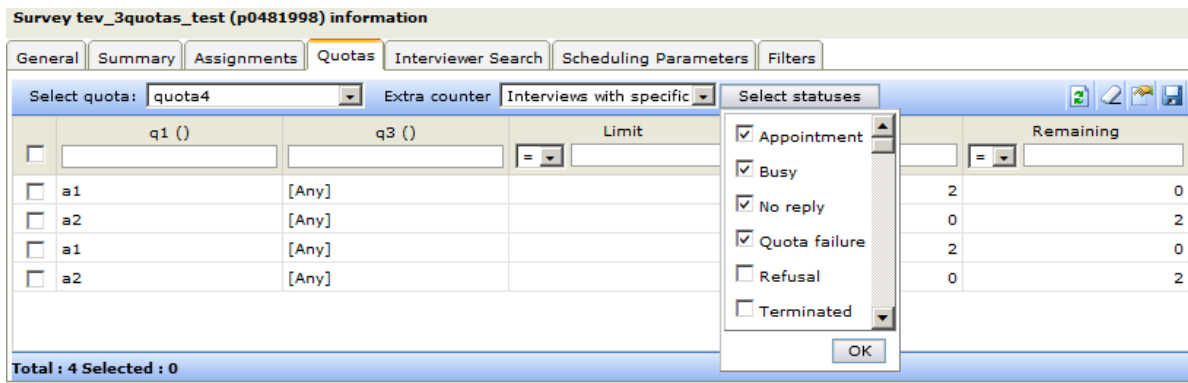 Survey tev_3quotas_test (p0481998) information
General Summary Assignments Quotas Interviewer Search Scheduling Parameters Filters
Select quota: quota4 Extra counter Interviews with specific Select statuses
q1 () q3 () Limit Remaining
= =
Appointment
Busy
No reply
Quota failure
Refusal
Terminated
OK
a1 [Any] 2 0
a2 [Any] 0 2
a1 [Any] 2 0
a2 [Any] 0 2
Total : 4 Selected : 0